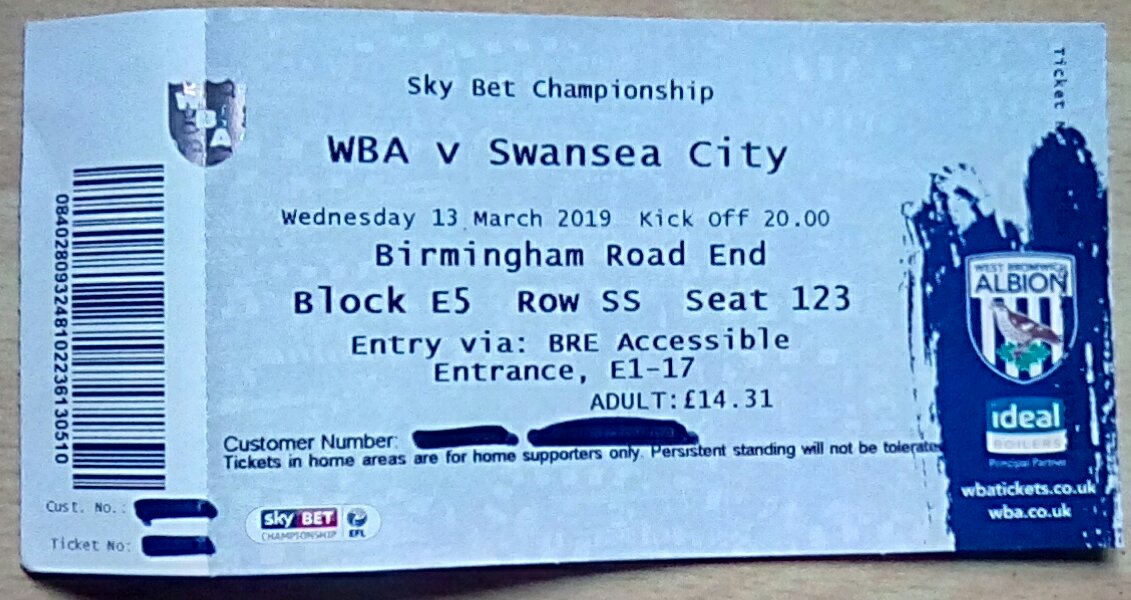 Sky Bet Championship
WBA v Swansea City
Wednesday 13 March 2019 Kick Off 20.00
Birmingham Road End
Block E5 Row SS Seat 123
Entry via: BRE Accessible
Entrance, E1-17
ADULT:£14.31
Customer Number:
Tickets in home areas are for home supporters only. Persistent standing will not be tolerate
WBA
084028093248102236130510
Cust. No.:
Ticket No:
sky BET
CHAMPIONSHIP
EFL
Ticket
WEST BROMWICH
ALBION
ideal
BOILERS
Principal Partner
wbatickets.co.uk
wba.co.uk